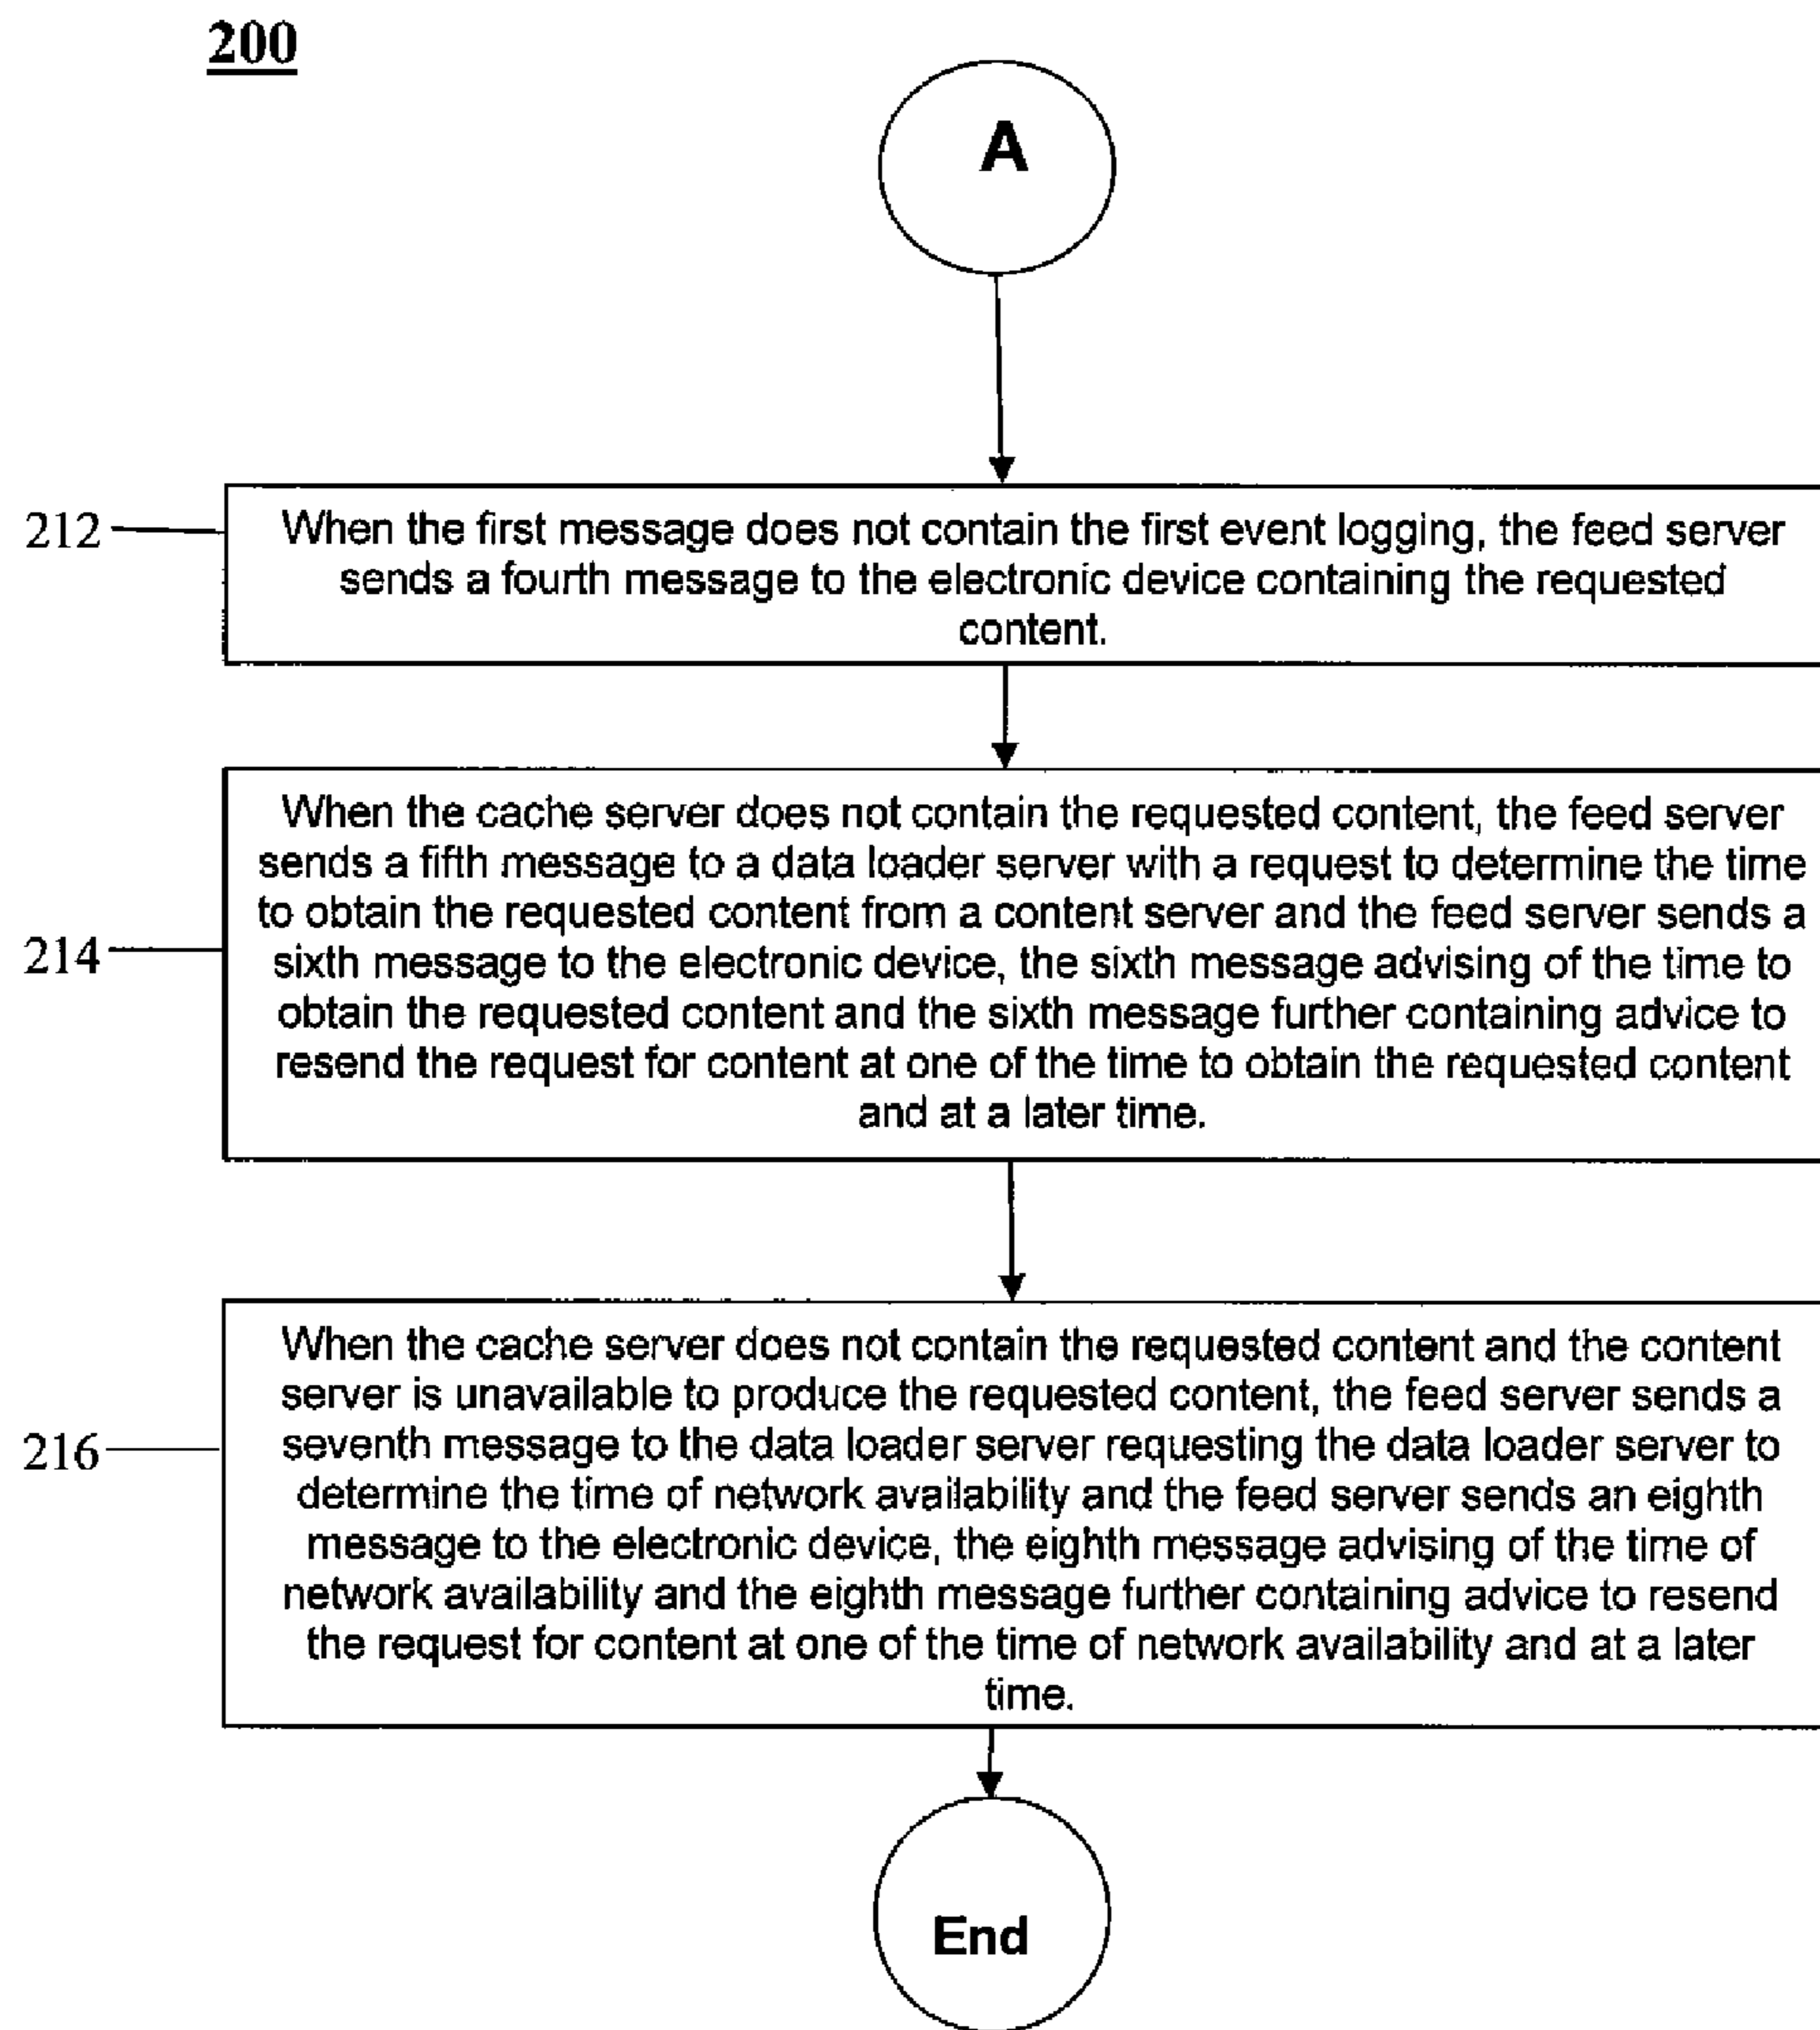 200
A
212
When the first message does not contain the first event logging, the feed server
sends a fourth message to the electronic device containing the requested
content.
214
When the cache server does not contain the requested content, the feed server
sends a fifth message to a data loader server with a request to determine the time
to obtain the requested content from a content server and the feed server sends a
sixth message to the electronic device, the sixth message advising of the time to
obtain the requested content and the sixth message further containing advice to
resend the request for content at one of the time to obtain the requested content
and at a later time.
216
When the cache server does not contain the requested content and the content
server is unavailable to produce the requested content, the feed server sends a
seventh message to the data loader server requesting the data loader server to
determine the time of network availability and the feed server sends an eighth
message to the electronic device, the eighth message advising of the time of
network availability and the eighth message further containing advice to resend
the request for content at one of the time of network availability and at a later
time.
End